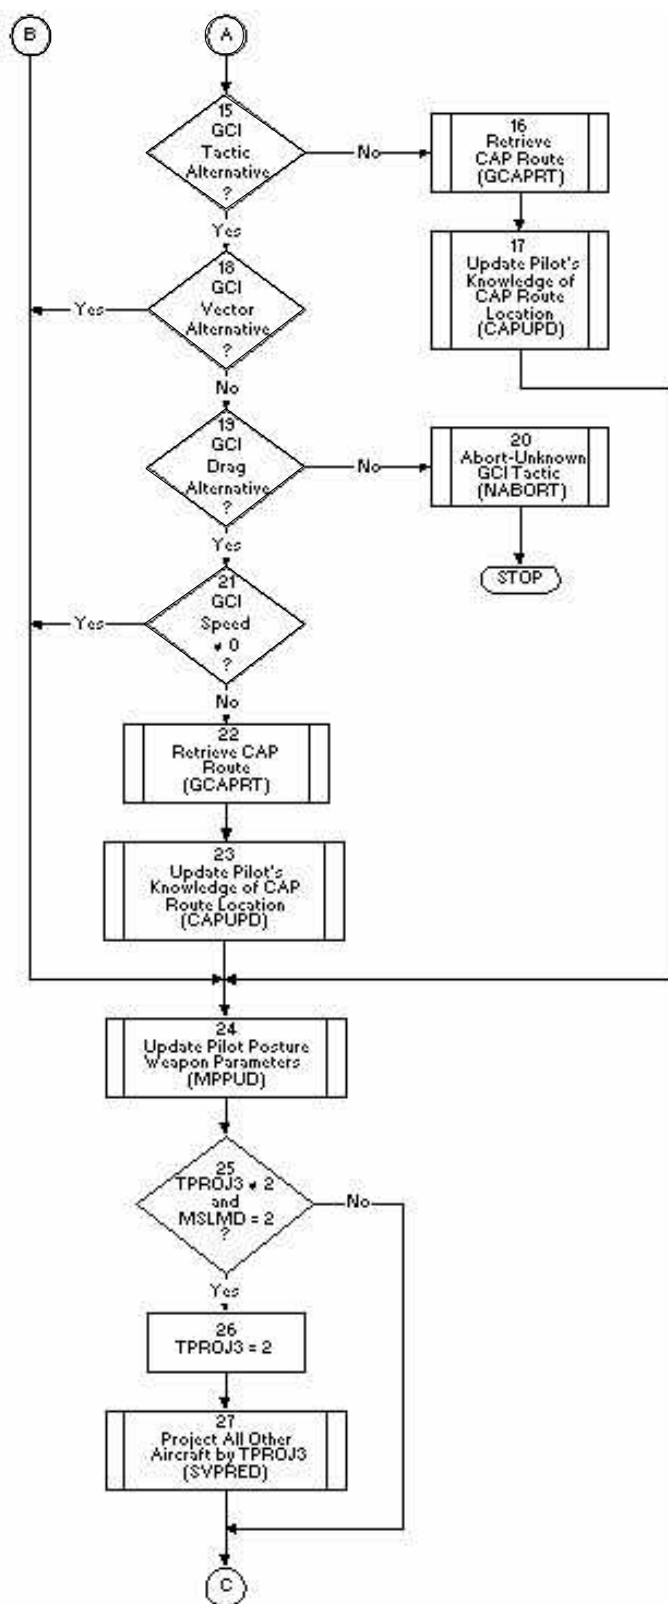 B
A
15
GCI
Tactic
Alternative
?
No
16
Retrieve
CAP Route
(GCAPRT)
Yes
17
Update Pilot's
Knowledge of
CAP Route
Location
(CAPUPD)
18
GCI
Vector
Alternative
?
Yes
No
19
GCI
Drag
Alternative
?
No
20
Abort-Unknown
GCI Tactic
(NABORT)
Yes
STOP
21
GCI
Speed
≠ 0
?
Yes
No
22
Retrieve CAP
Route
(GCAPRT)
23
Update Pilot's
Knowledge of CAP
Route Location
(CAPUPD)
24
Update Pilot Posture
Weapon Parameters
(MPPUD)
25
TPROJ3 ≠ 2
and
MSLMD = 2
?
No
Yes
26
TPROJ3 = 2
27
Project All Other
Aircraft by TPROJ3
(SVPRED)
C